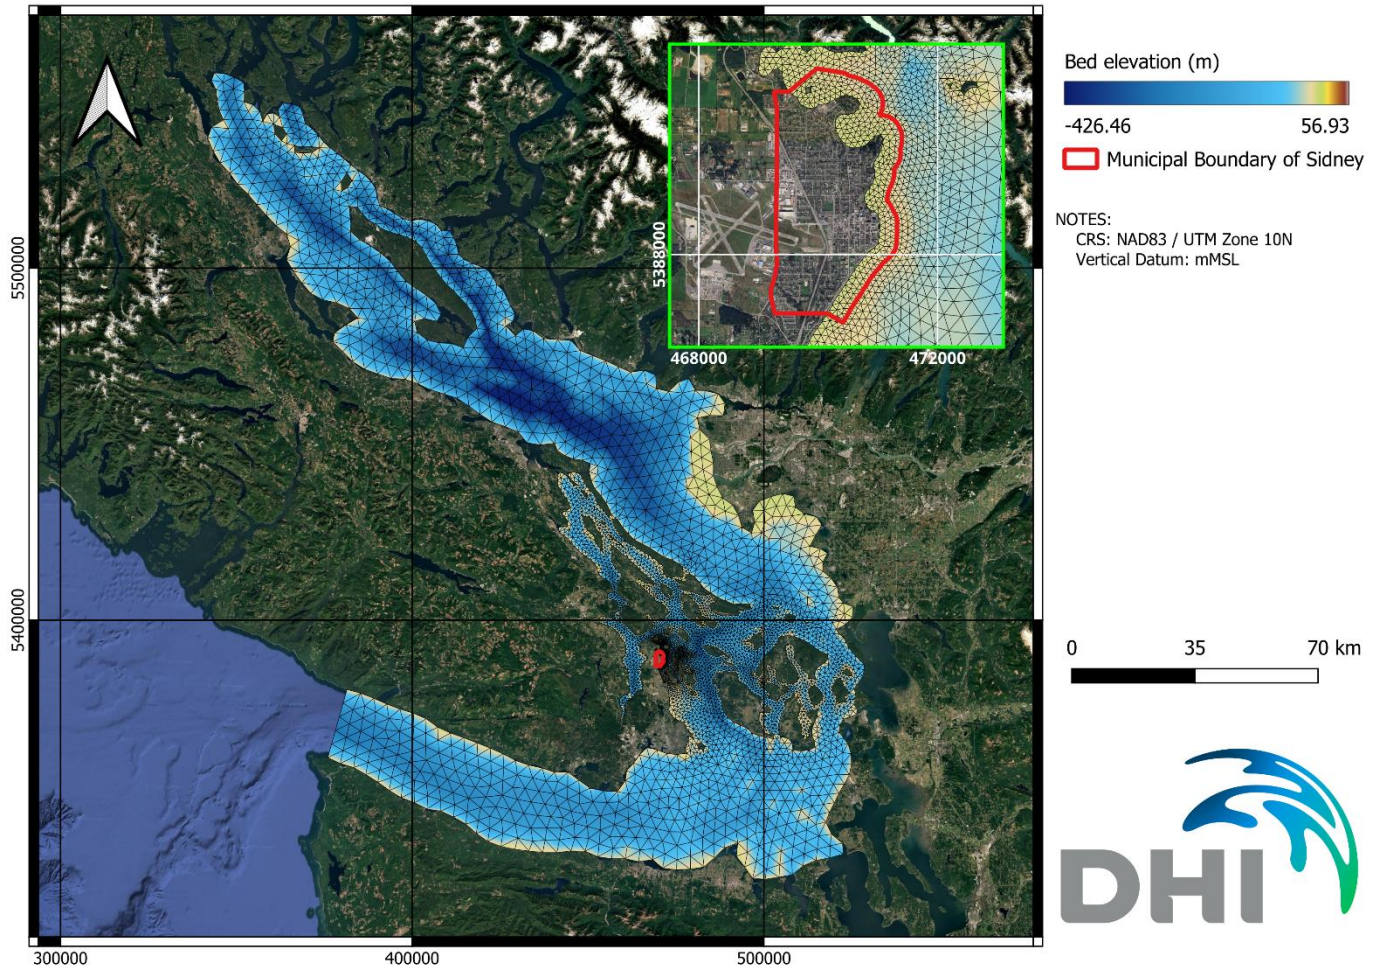 Bed elevation (m)
-426.46 56.93
Municipal Boundary of Sidney
NOTES:
CRS: NAD83 / UTM Zone 10N
Vertical Datum: mMSL
5388000
468000 472000
5500000
5400000
0 35 70 km
DHI
300000 400000 500000